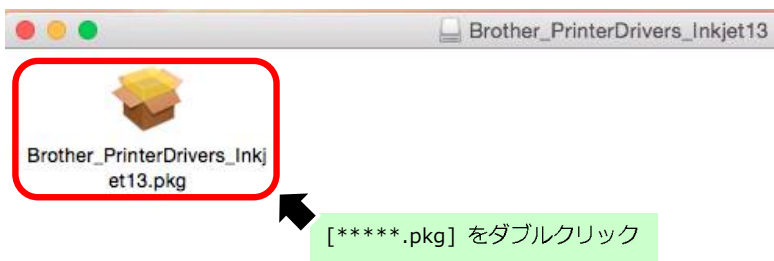 Brother_PrinterDrivers_Inkjet13
Brother_PrinterDrivers_Inkj
et13.pkg
[*****.pkg] をダブルクリック